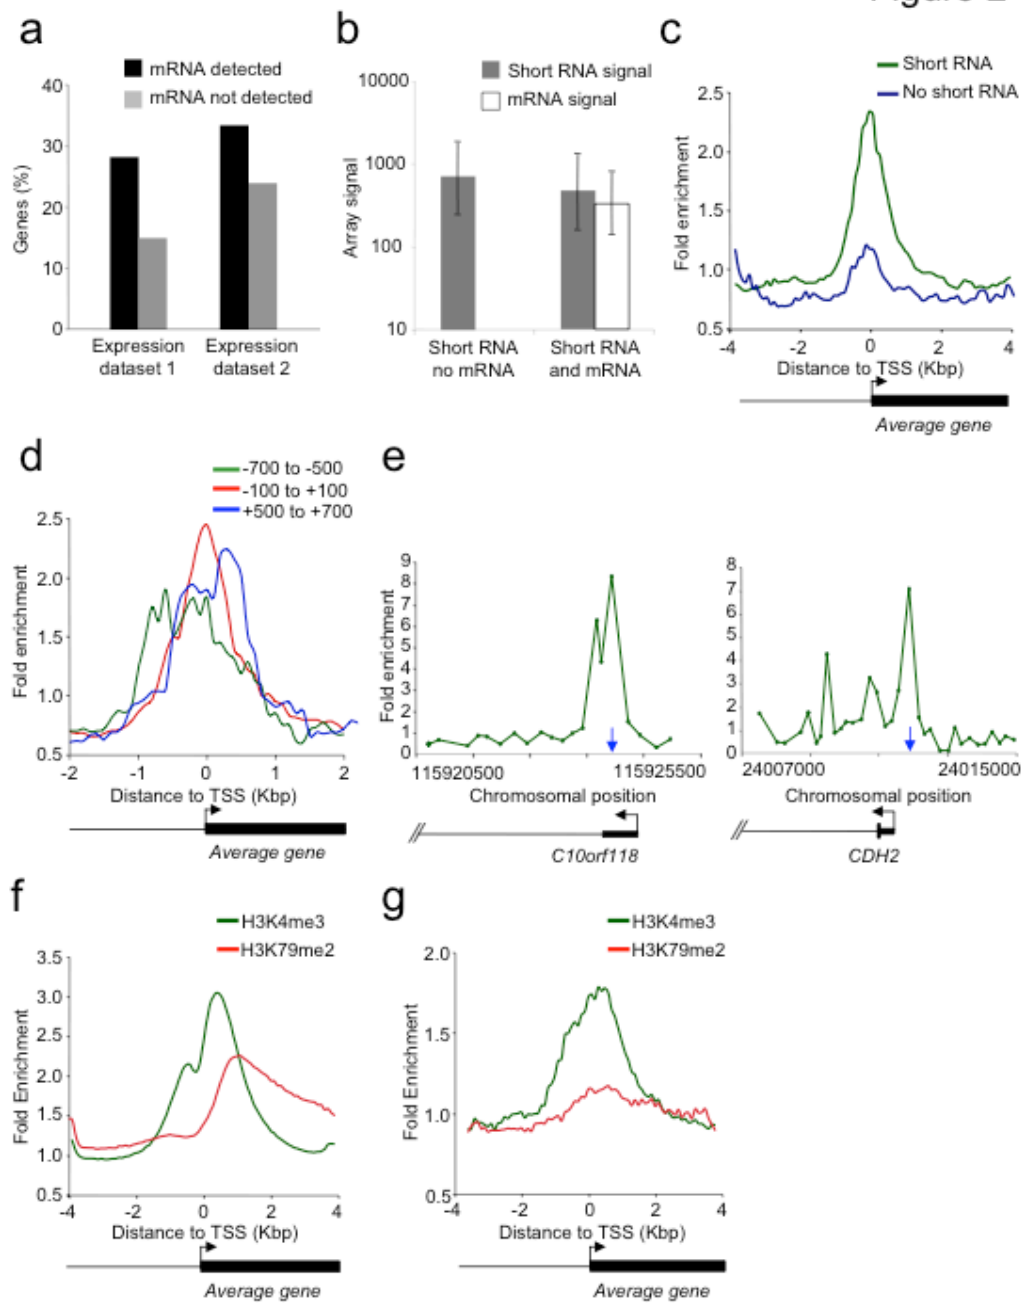 Figure 2
a
mRNA detected
mRNA not detected
Genes (%)
40
30
20
10
0
Expression dataset 1
Expression dataset 2
b
Short RNA signal
mRNA signal
Array signal
10000
1000
100
10
Short RNA no mRNA
Short RNA and mRNA
c
Short RNA
No short RNA
Fold enrichment
2.5
2.0
1.5
1.0
0.5
-4 -2 0 2 4
Distance to TSS (Kbp)
Average gene
d
-700 to -500
-100 to +100
+500 to +700
Fold enrichment
2.5
2.0
1.5
1.0
0.5
-2 -1 0 1 2
Distance to TSS (Kbp)
Average gene
e
Fold enrichment
9
8
7
6
5
4
3
2
1
0
115920500 115925500
Chromosomal position
C10orf118
8
7
6
5
4
3
2
1
0
24007000 24015000
Chromosomal position
CDH2
f
H3K4me3
H3K79me2
Fold Enrichment
3.5
3.0
2.5
2.0
1.5
1.0
0.5
-4 -2 0 2 4
Distance to TSS (Kbp)
Average gene
g
H3K4me3
H3K79me2
Fold Enrichment
2.0
1.5
1.0
0.5
-4 -2 0 2 4
Distance to TSS (Kbp)
Average gene